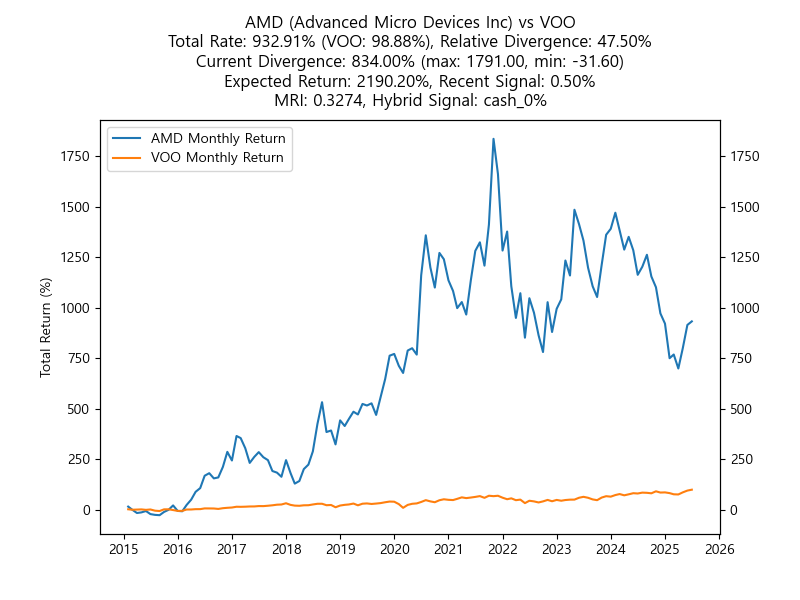 AMD (Advanced Micro Devices Inc) vs VOO
Total Rate: 932.91% (VOO: 98.88%), Relative Divergence: 47.50%
Current Divergence: 834.00% (max: 1791.00, min: -31.60)
Expected Return: 2190.20%, Recent Signal: 0.50%
MRI: 0.3274, Hybrid Signal: cash_0%
AMD Monthly Return
VOO Monthly Return
Total Return (%)
1750
1500
1250
1000
750
500
250
0
1750
1500
1250
1000
750
500
250
0
2015 2016 2017 2018 2019 2020 2021 2022 2023 2024 2025 2026